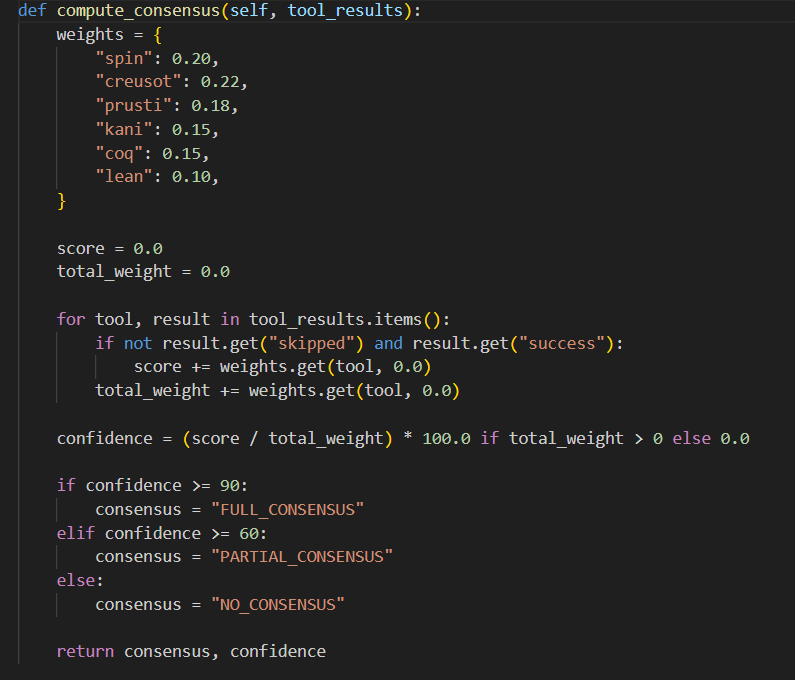 def compute_consensus(self, tool_results):
    weights = {
        "spin": 0.20,
        "creusot": 0.22,
        "prusti": 0.18,
        "kani": 0.15,
        "coq": 0.15,
        "lean": 0.10,
    }

    score = 0.0
    total_weight = 0.0

    for tool, result in tool_results.items():
        if not result.get("skipped") and result.get("success"):
            score += weights.get(tool, 0.0)
        total_weight += weights.get(tool, 0.0)

    confidence = (score / total_weight) * 100.0 if total_weight > 0 else 0.0

    if confidence >= 90:
        consensus = "FULL_CONSENSUS"
    elif confidence >= 60:
        consensus = "PARTIAL_CONSENSUS"
    else:
        consensus = "NO_CONSENSUS"

    return consensus, confidence